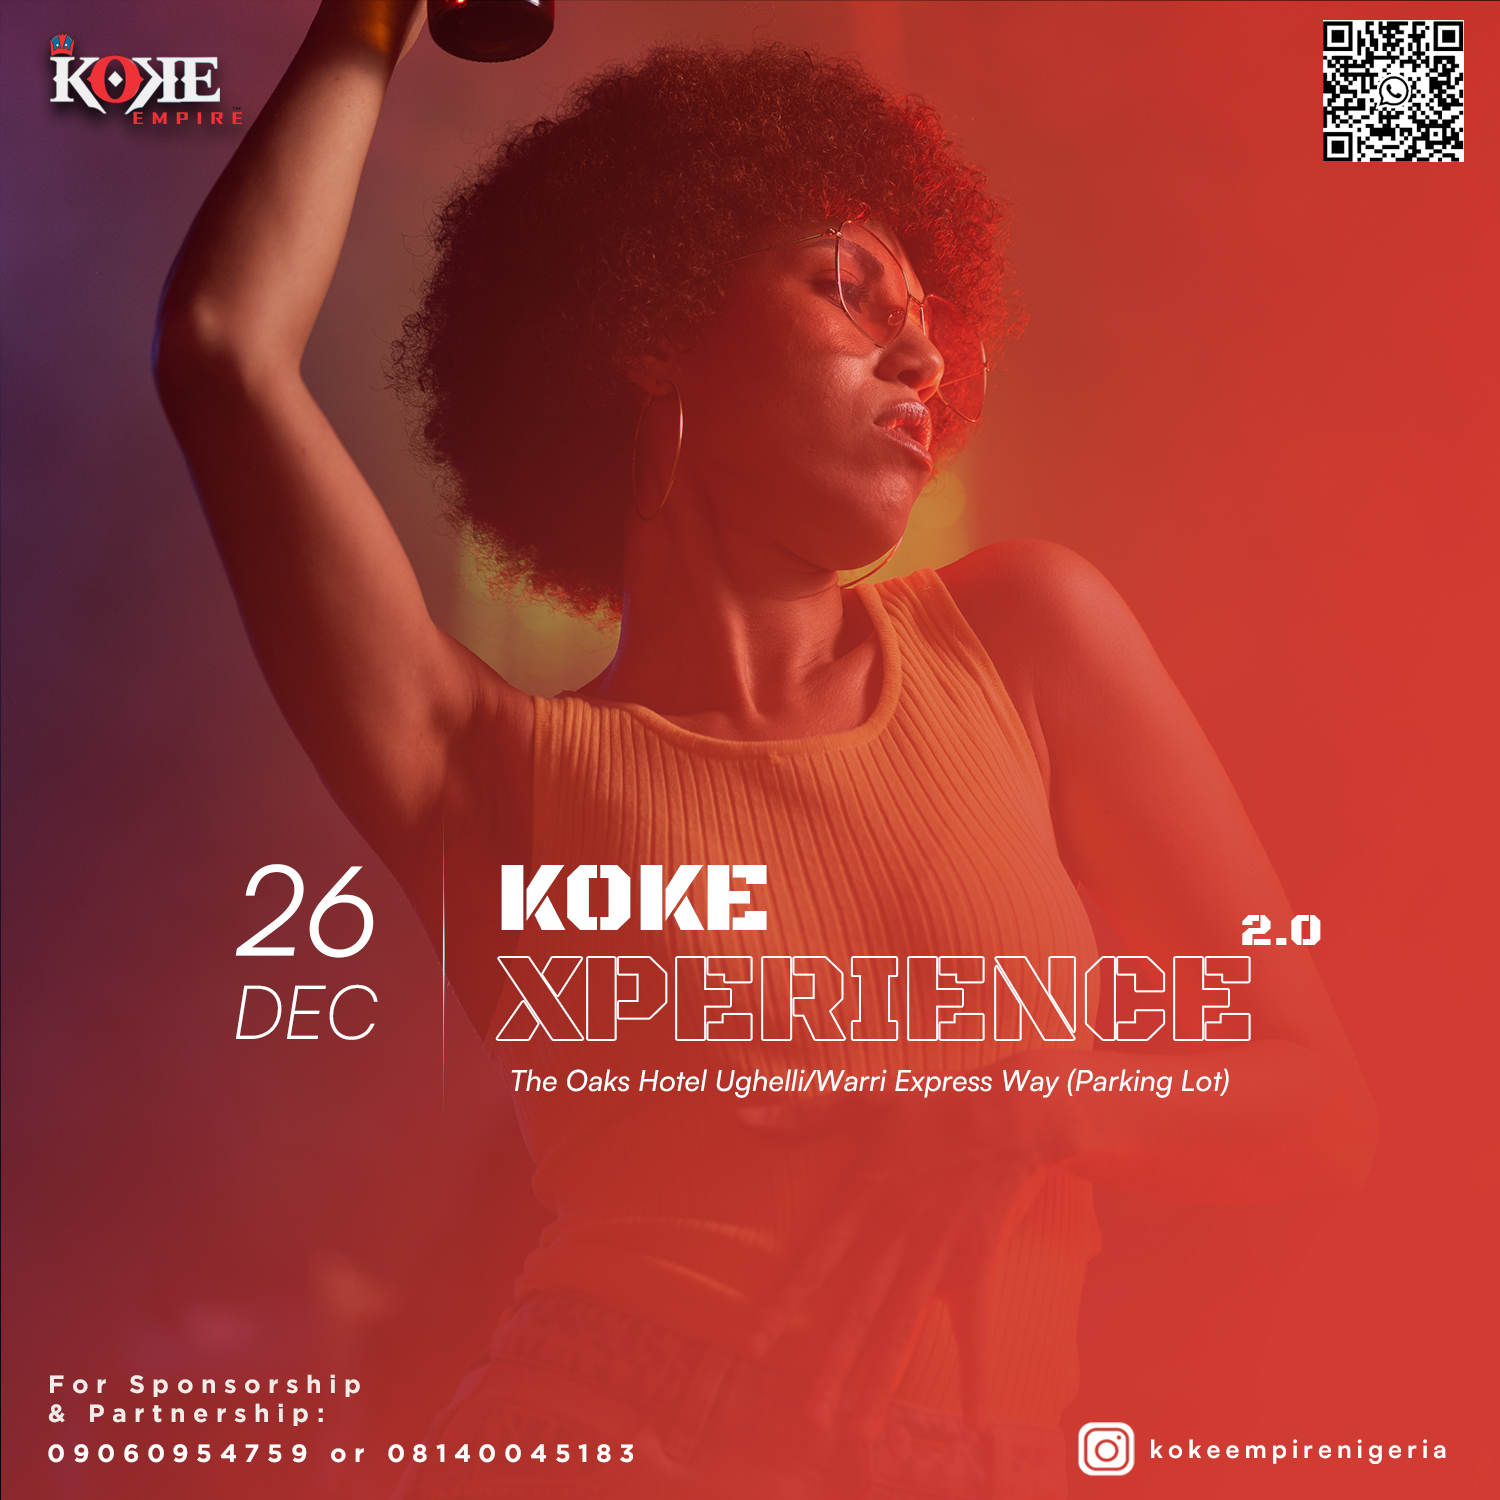 KOKE
EMPIRE
26
DEC
KOKE
2.0
XPERIENCE
The Oaks Hotel Ughelli/Warri Express Way (Parking Lot)
For Sponsorship
& Partnership:
09060954759 or 08140045183
kokeempirenigeria